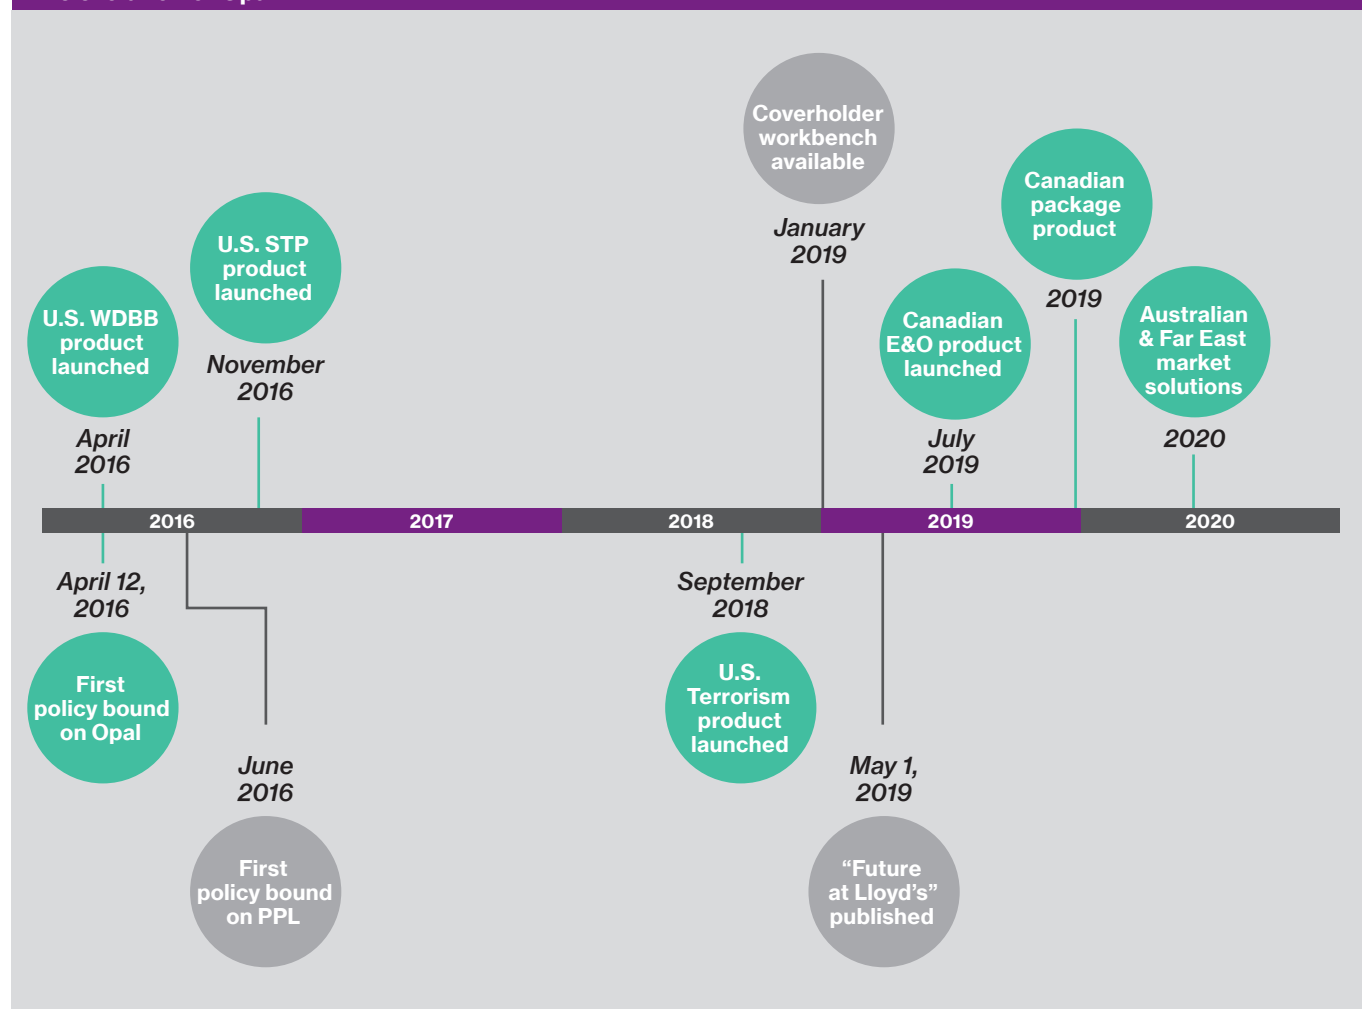 Coverholder
workbench
available
January
2019
Canadian
package
product
2019
U.S. STP
product
launched
November
2016
U.S. WDBB
product
launched
April
2016
Canadian
E&O product
launched
July
2019
Australian
& Far East
market
solutions
2020
2016
2017
2018
2019
2020
April 12,
2016
First
policy bound
on Opal
June
2016
First
policy bound
on PPL
September
2018
U.S.
Terrorism
product
launched
May 1,
2019
“Future
at Lloyd’s”
published